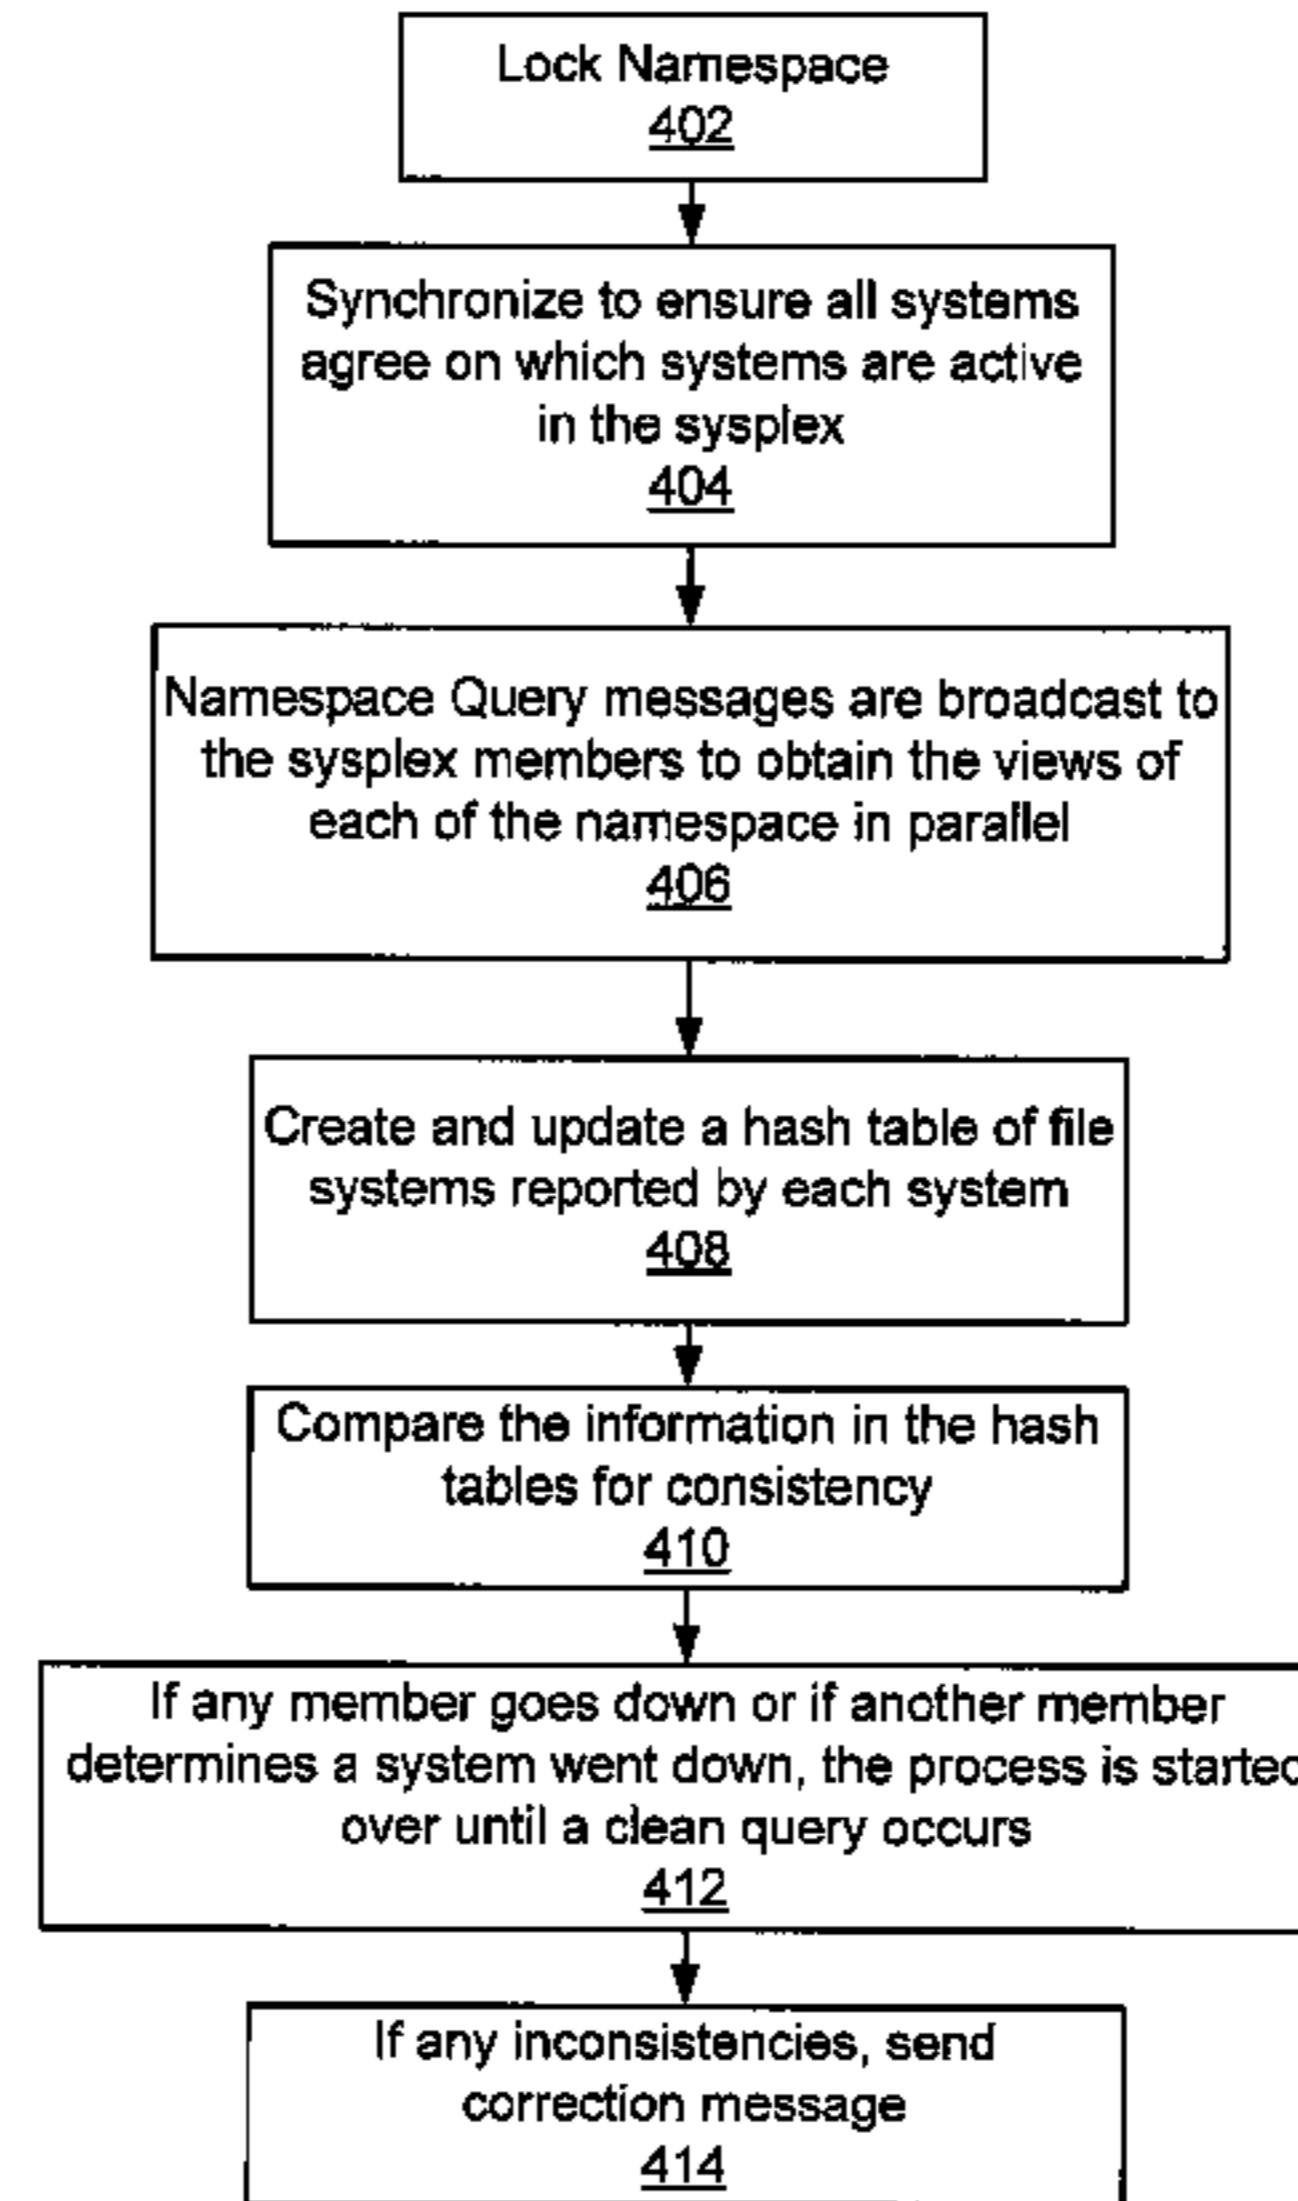 Lock Namespace
402
Synchronize to ensure all systems
agree on which systems are active
in the sysplex
404
Namespace Query messages are broadcast to
the sysplex members to obtain the views of
each of the namespace in parallel
406
Create and update a hash table of file
systems reported by each system
408
Compare the information in the hash
tables for consistency
410
If any member goes down or if another member
determines a system went down, the process is started
over until a clean query occurs
412
If any inconsistencies, send
correction message
414